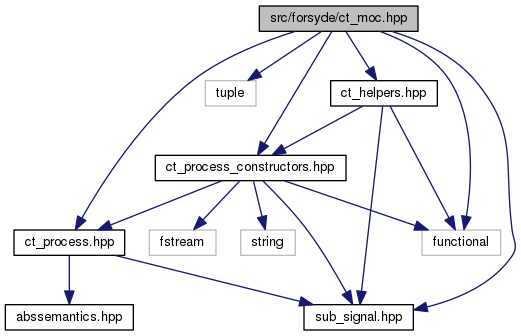 src/forsyde/ct_moc.hpp
tuple
ct_helpers.hpp
ct_process_constructors.hpp
ct_process.hpp
fstream
string
functional
abssemantics.hpp
sub_signal.hpp